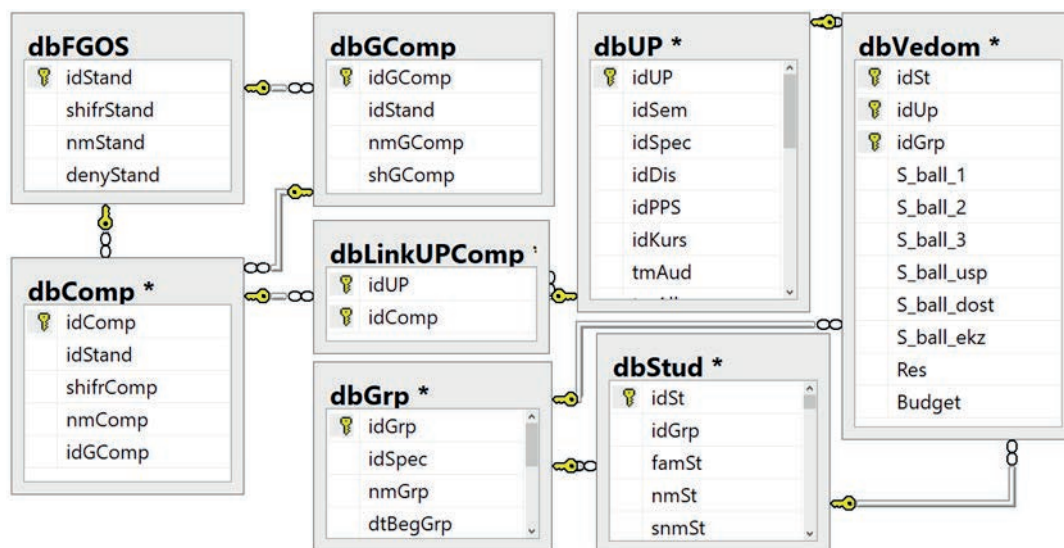 dbFGOS
idStand
shifrStand
nmStand
denyStand
dbGComp
idGComp
idStand
nmGComp
shGComp
dbUP *
idUP
idSem
idSpec
idDis
idPPS
idKurs
tmAud
dbVedom *
idSt
idUp
idGrp
S_ball_1
S_ball_2
S_ball_3
S_ball_usp
S_ball_dost
S_ball_ekz
Res
Budget
dbComp *
idComp
idStand
shifrComp
nmComp
idGComp
dbLinkUPComp
idUP
idComp
dbGrp *
idGrp
idSpec
nmGrp
dtBegGrp
dbStud *
idSt
idGrp
famSt
nmSt
snmSt